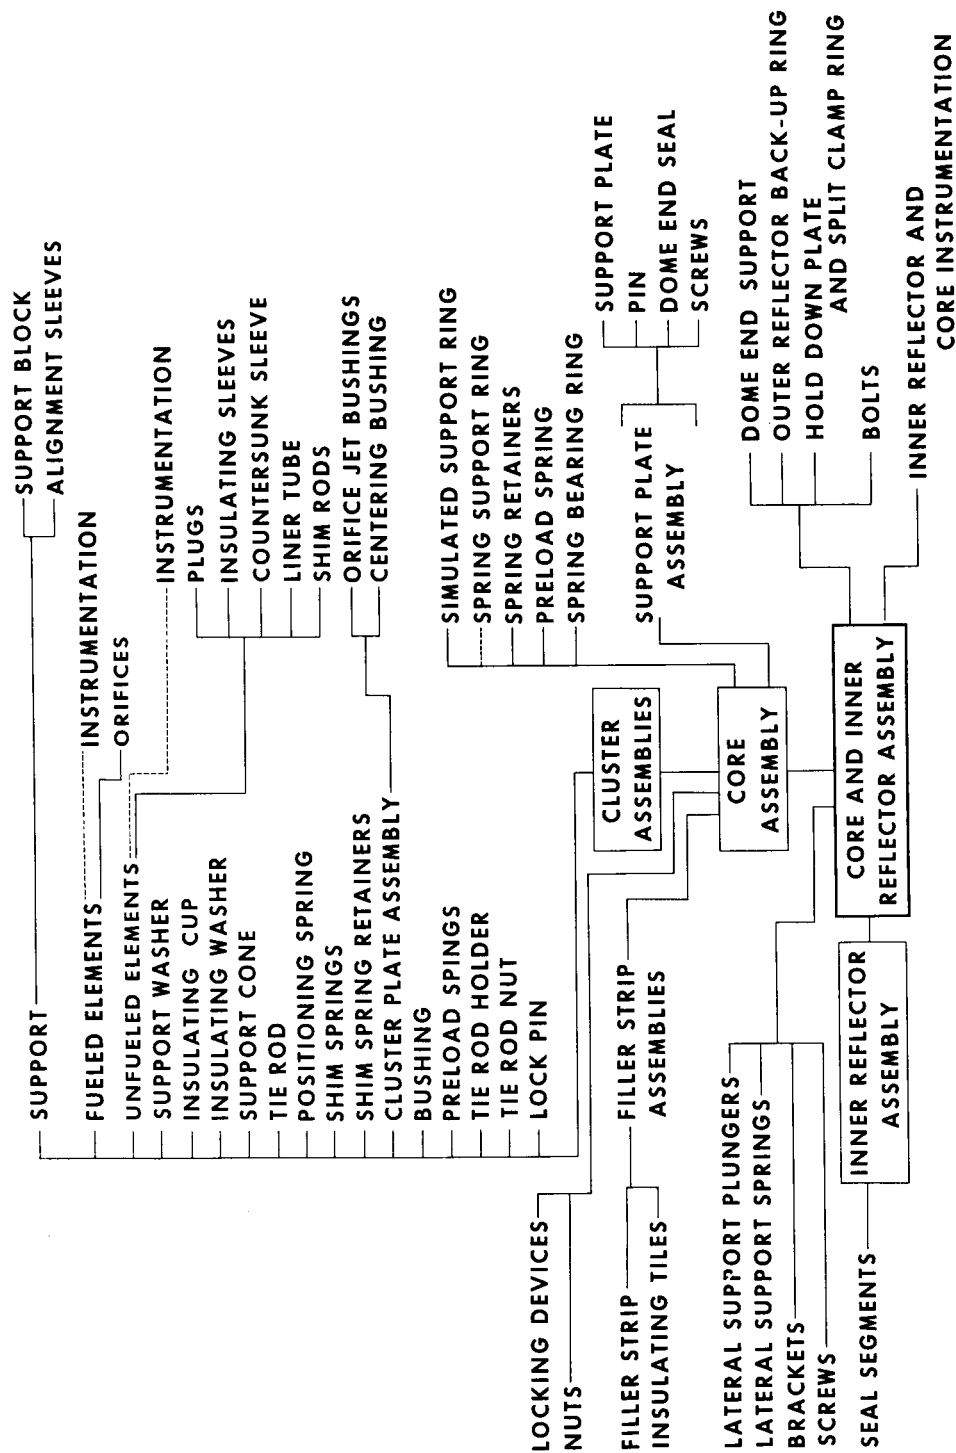 SUPPORT
SUPPORT BLOCK
ALIGNMENT SLEEVES
FUELED ELEMENTS
INSTRUMENTATION
ORIFICES
UNFUELED ELEMENTS
INSTRUMENTATION
PLUGS
INSULATING SLEEVES
COUNTERSUNK SLEEVE
LINER TUBE
SHIM RODS
SUPPORT WASHER
INSULATING CUP
INSULATING WASHER
SUPPORT CONE
TIE ROD
POSITIONING SPRING
SHIM SPRINGS
SHIM SPRING RETAINERS
CLUSTER PLATE ASSEMBLY
ORIFICE JET BUSHINGS
CENTERING BUSHING
BUSHING
PRELOAD SPINGS
TIE ROD HOLDER
TIE ROD NUT
LOCK PIN
LOCKING DEVICES
NUTS
CLUSTER
ASSEMBLIES
SIMULATED SUPPORT RING
SPRING SUPPORT RING
SPRING RETAINERS
PRELOAD SPRING
SPRING BEARING RING
FILLER STRIP
INSULATING TILES
FILLER STRIP
ASSEMBLIES
SUPPORT PLATE
ASSEMBLY
SUPPORT PLATE
PIN
DOME END SEAL
SCREWS
CORE
ASSEMBLY
LATERAL SUPPORT PLUNGERS
LATERAL SUPPORT SPRINGS
BRACKETS
SCREWS
DOME END SUPPORT
OUTER REFLECTOR BACK-UP RING
HOLD DOWN PLATE
AND SPLIT CLAMP RING
BOLTS
SEAL SEGMENTS
INNER REFLECTOR
ASSEMBLY
CORE AND INNER
REFLECTOR ASSEMBLY
INNER REFLECTOR AND
CORE INSTRUMENTATION